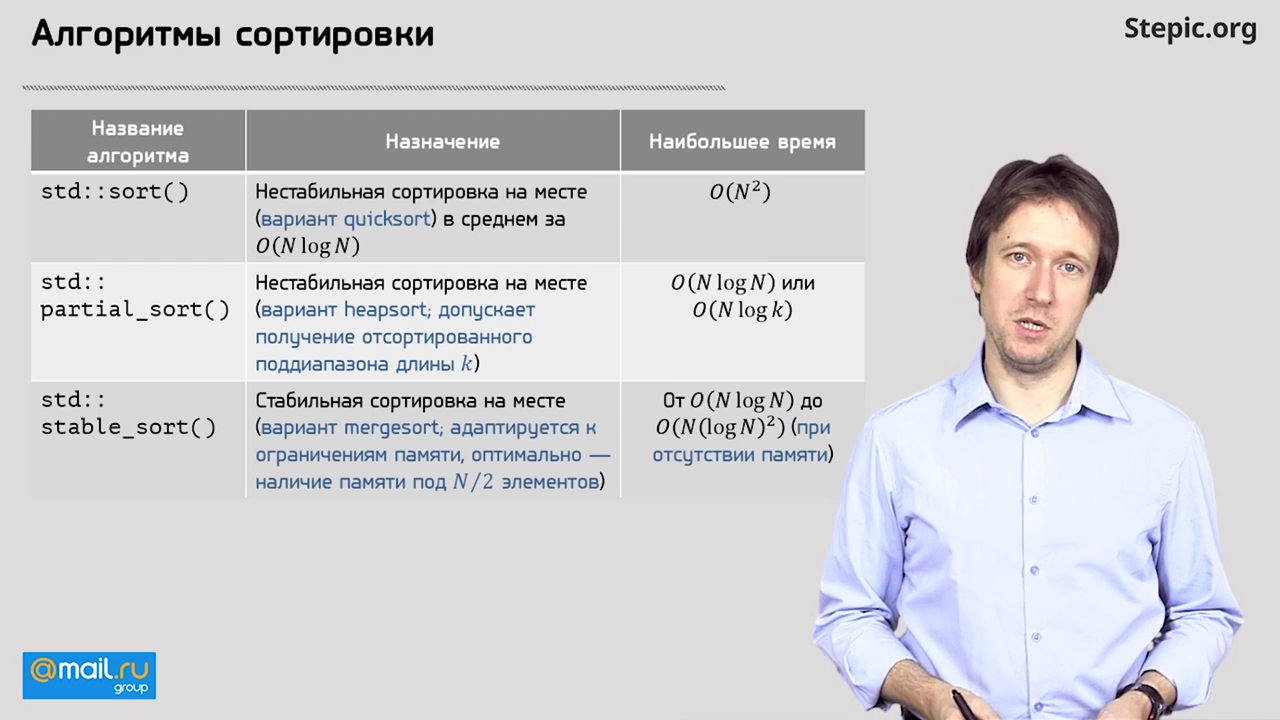 Алгоритмы сортировки
Stepic.org
Название
алгоритма
Назначение
Наибольшее время
std::sort()
Нестабильная сортировка на месте
(вариант quicksort) в среднем за
O(N log N)
O(N²)
std::
partial_sort()
Нестабильная сортировка на месте
(вариант heapsort; допускает
получение отсортированного
поддиапазона длины k)
O(N log N) или
O(N log k)
std::
stable_sort()
Стабильная сортировка на месте
(вариант mergesort; адаптируется к
ограничениям памяти, оптимально —
наличие памяти под N/2 элементов)
От O(N log N) до
O(N(log N)²) (при
отсутствии памяти)
@mail.ru
group